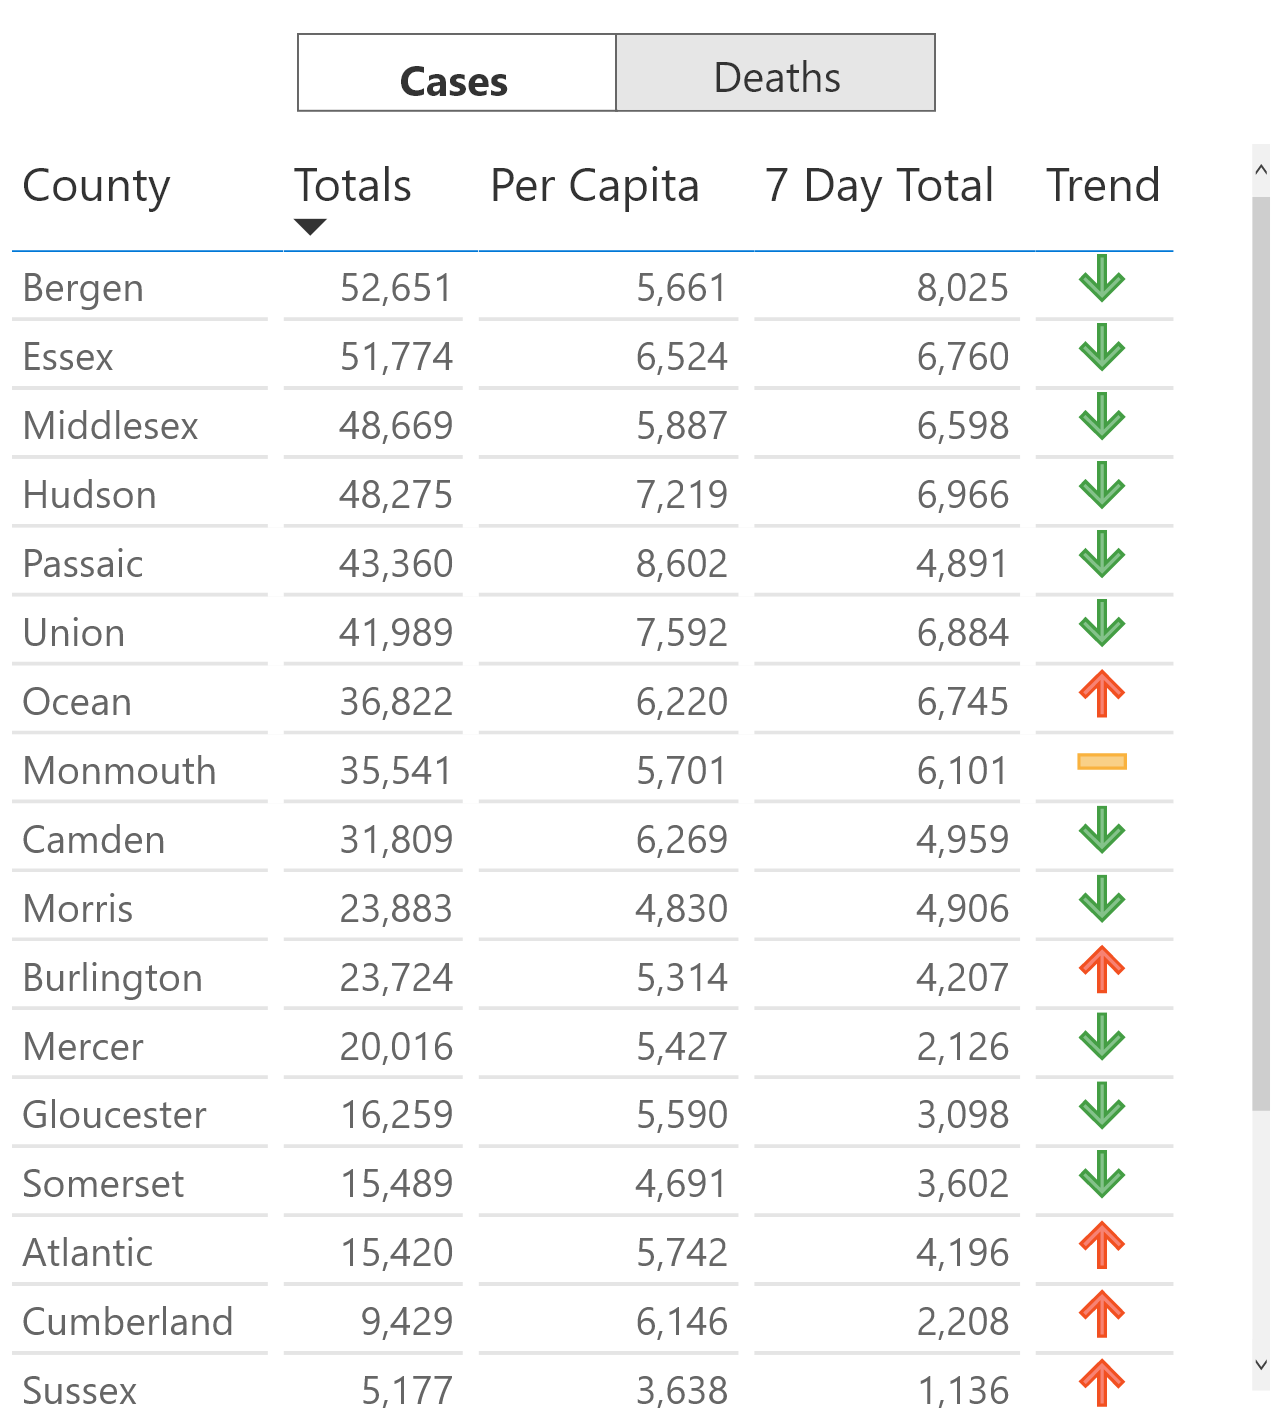 Cases Deaths
County Totals Per Capita 7 Day Total Trend
Bergen 52,651 5,661 8,025
Essex 51,774 6,524 6,760
Middlesex 48,669 5,887 6,598
Hudson 48,275 7,219 6,966
Passaic 43,360 8,602 4,891
Union 41,989 7,592 6,884
Ocean 36,822 6,220 6,745
Monmouth 35,541 5,701 6,101
Camden 31,809 6,269 4,959
Morris 23,883 4,830 4,906
Burlington 23,724 5,314 4,207
Mercer 20,016 5,427 2,126
Gloucester 16,259 5,590 3,098
Somerset 15,489 4,691 3,602
Atlantic 15,420 5,742 4,196
Cumberland 9,429 6,146 2,208
Sussex 5,177 3,638 1,136